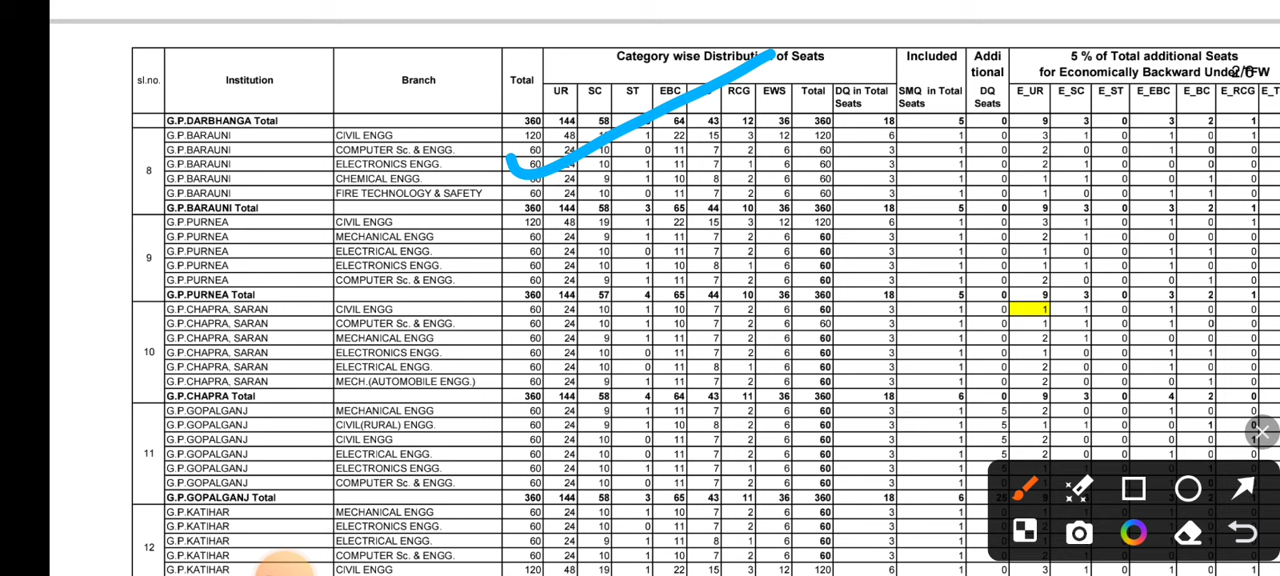 Category wise Distribution of Seats Included Addi tional 5 % of Total additional Seats for Economically Backward Under TFW
sl.no. Institution Branch Total
UR SC ST EBC RCG EWS Total DQ in Total Seats SMQ in Total Seats DQ Seats E_UR E_SC E_ST E_EBC E_BC E_RCG E_T
G.P.DARBHANGA Total 360 144 58 64 43 12 36 360 18 5 0 9 3 0 3 2 1
G.P.BARAUNI CIVIL ENGG 120 48 1 22 15 3 12 120 6 1 0 3 1 0 1 0 1
G.P.BARAUNI COMPUTER Sc. & ENGG. 60 24 10 0 11 7 2 6 60 3 1 0 2 0 0 1 0 0
8 G.P.BARAUNI ELECTRONICS ENGG. 60 24 10 1 11 7 1 6 60 3 1 0 2 1 0 0 0 0
G.P.BARAUNI CHEMICAL ENGG. 60 24 9 1 10 8 2 6 60 3 1 0 1 0 0 0 1 0
G.P.BARAUNI FIRE TECHNOLOGY & SAFETY 60 24 10 0 11 7 2 6 60 3 1 0 1 1 0 1 0 0
G.P.BARAUNI Total 360 144 58 3 65 44 10 36 360 18 5 0 9 3 0 3 2 1
G.P.PURNEA CIVIL ENGG 120 48 19 1 22 15 3 12 120 6 1 0 3 1 0 1 0 1
G.P.PURNEA MECHANICAL ENGG 60 24 9 1 11 7 2 6 60 3 1 0 2 1 0 0 0 0
9 G.P.PURNEA ELECTRICAL ENGG. 60 24 10 0 11 7 2 6 60 3 1 0 1 0 0 1 1 0
G.P.PURNEA ELECTRONICS ENGG. 60 24 10 1 10 8 1 6 60 3 1 0 1 1 0 1 0 0
G.P.PURNEA COMPUTER Sc. & ENGG. 60 24 9 1 11 7 2 6 60 3 1 0 2 0 0 0 1 0
G.P.PURNEA Total 360 144 57 4 65 44 10 36 360 18 5 0 9 3 0 3 2 1
G.P.CHAPRA, SARAN CIVIL ENGG 60 24 10 1 10 7 2 6 60 3 1 0 1 1 0 1 0 0
G.P.CHAPRA, SARAN COMPUTER Sc. & ENGG. 60 24 10 1 10 7 2 6 60 3 1 0 1 1 0 1 0 0
G.P.CHAPRA, SARAN MECHANICAL ENGG 60 24 9 1 11 7 2 6 60 3 1 0 2 1 0 0 0 0
10 G.P.CHAPRA, SARAN ELECTRONICS ENGG. 60 24 10 0 11 7 2 6 60 3 1 0 1 0 0 1 1 0
G.P.CHAPRA, SARAN ELECTRICAL ENGG. 60 24 10 0 11 8 1 6 60 3 1 0 2 0 0 1 0 0
G.P.CHAPRA, SARAN MECH.(AUTOMOBILE ENGG.) 60 24 9 1 11 7 2 6 60 3 1 0 2 0 0 0 1 0
G.P.CHAPRA Total 360 144 58 4 64 43 11 36 360 18 6 0 9 3 0 4 2 0
G.P.GOPALGANJ MECHANICAL ENGG 60 24 9 1 11 7 2 6 60 3 1 5 2 0 0 1 0 0
G.P.GOPALGANJ CIVIL(RURAL) ENGG. 60 24 9 1 10 8 2 6 60 3 1 5 1 1 0 0 1 0
G.P.GOPALGANJ CIVIL ENGG 60 24 10 0 11 7 2 6 60 3 1 0 2 0 0 0 0 1
11 G.P.GOPALGANJ ELECTRICAL ENGG. 60 24 10 0 11 7 2 6 60 3 1 5 1 1 0 1 0 0
G.P.GOPALGANJ ELECTRONICS ENGG. 60 24 10 1 11 7 1 6 60 3 1
G.P.GOPALGANJ COMPUTER Sc. & ENGG. 60 24 10 0 11 7 2 6 60 3 1
G.P.GOPALGANJ Total 360 144 58 3 65 43 11 36 360 18 6
G.P.KATIHAR MECHANICAL ENGG 60 24 9 1 11 7 2 6 60 3 1
G.P.KATIHAR ELECTRONICS ENGG. 60 24 10 0 11 7 2 6 60 3 1
G.P.KATIHAR ELECTRICAL ENGG. 60 24 9 1 11 8 1 6 60 3 1
12 G.P.KATIHAR COMPUTER Sc. & ENGG. 60 24 10 1 10 7 2 6 60 3 1
G.P.KATIHAR CIVIL ENGG 120 48 19 1 22 15 3 12 120 6 1 0 3 1 0 1 0 1